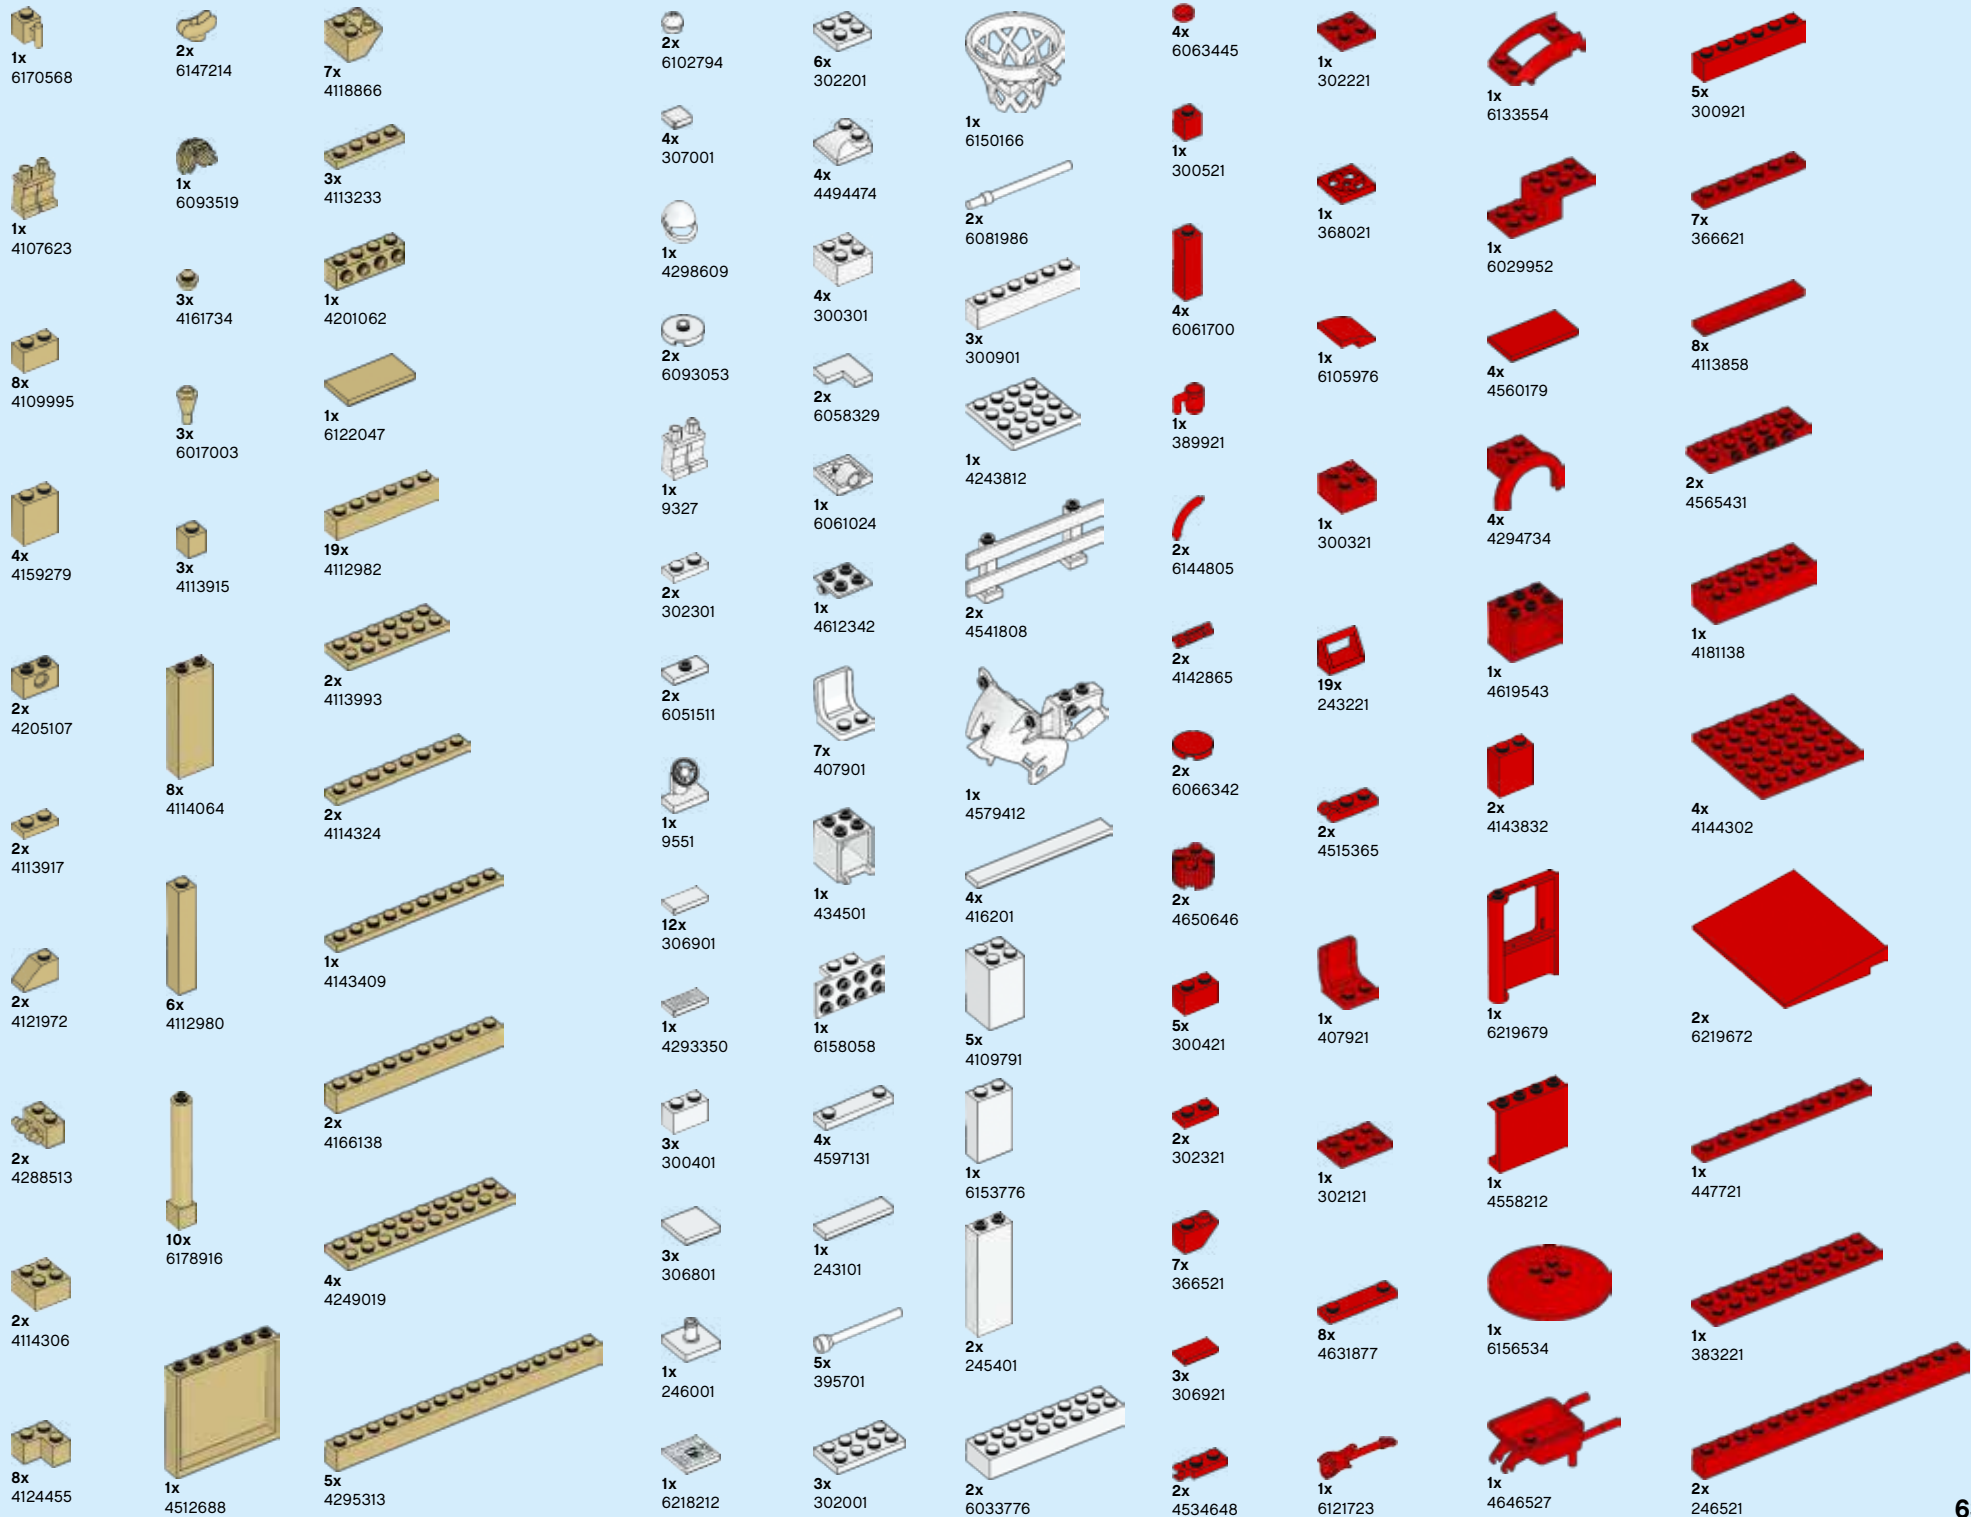 1x
6170568
1x
4107623
8x
4109995
4x
4159279
2x
4205107
2x
4113917
2x
4121972
2x
4288513
2x
4114306
8x
4124455
2x
6147214
1x
6093519
3x
4161734
3x
6017003
3x
4113915
8x
4114064
6x
4112980
10x
6178916
1x
4512688
7x
4118866
3x
4113233
1x
4201062
1x
6122047
19x
4112982
2x
4113993
2x
4114324
1x
4143409
2x
4166138
4x
4249019
5x
4295313
2x
6102794
4x
307001
1x
4298609
2x
6093053
1x
9327
2x
302301
2x
6051511
1x
9551
12x
306901
1x
4293350
3x
300401
3x
306801
1x
246001
1x
6218212
6x
302201
4x
4494474
4x
300301
2x
6058329
1x
6061024
1x
4612342
7x
407901
1x
434501
1x
6158058
4x
4597131
1x
243101
5x
395701
3x
302001
1x
6150166
2x
6081986
3x
300901
1x
4243812
2x
4541808
1x
4579412
4x
416201
5x
4109791
1x
6153776
2x
245401
2x
6033776
4x
6063445
1x
300521
4x
6061700
1x
389921
2x
6144805
2x
4142865
2x
6066342
2x
4650646
5x
300421
2x
302321
7x
366521
3x
306921
2x
4534648
1x
302221
1x
368021
1x
6105976
1x
300321
19x
243221
2x
4515365
1x
407921
1x
302121
8x
4631877
1x
6121723
1x
6133554
1x
6029952
4x
4560179
4x
4294734
1x
4619543
2x
4143832
1x
6219679
1x
4558212
1x
6156534
1x
4646527
5x
300921
7x
366621
8x
4113858
2x
4565431
1x
4181138
4x
4144302
2x
6219672
1x
447721
1x
383221
2x
246521
6